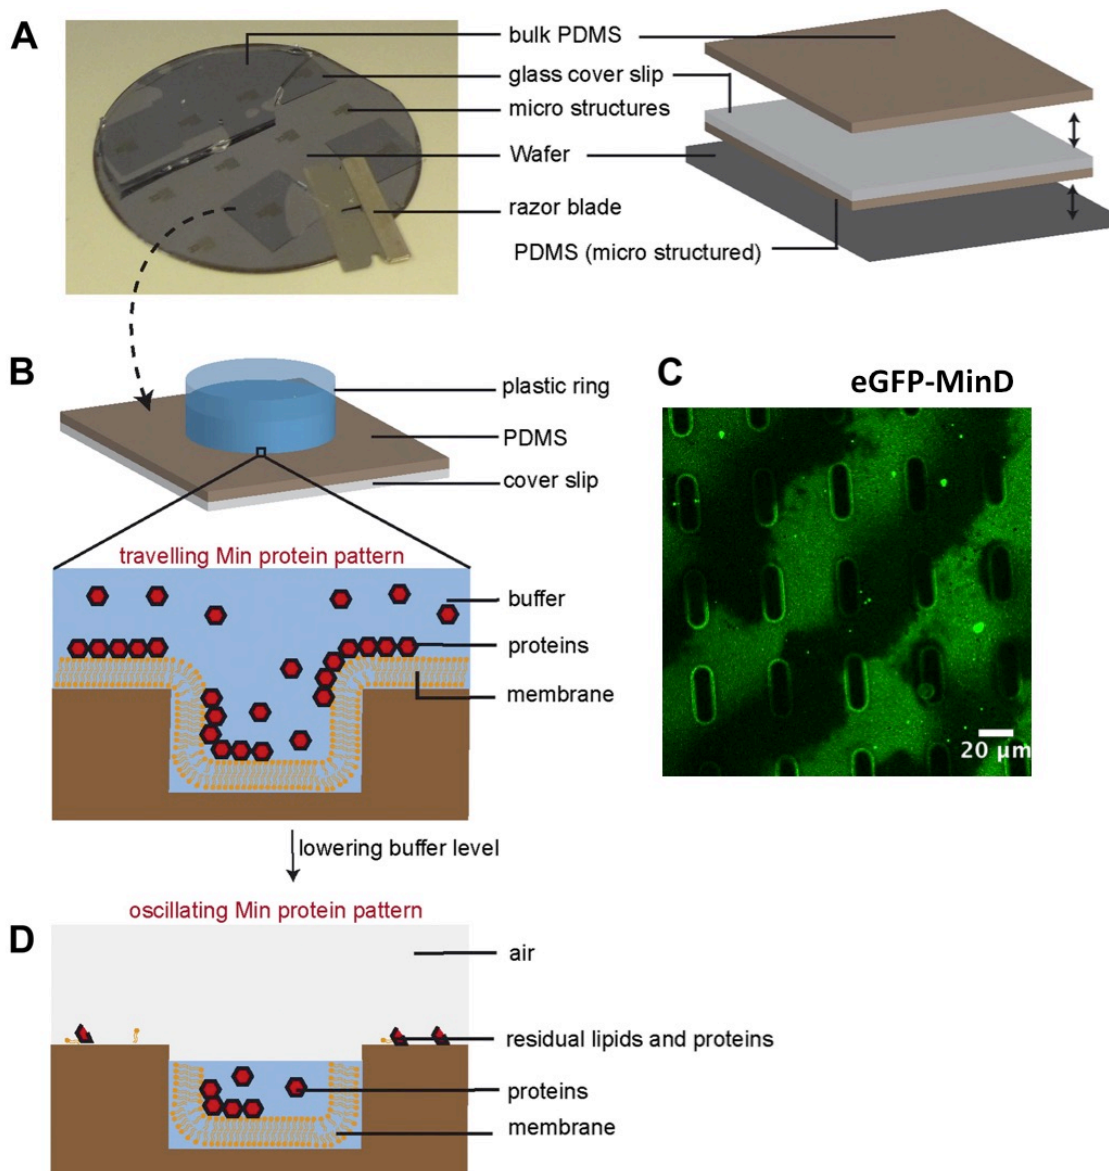 A
bulk PDMS
glass cover slip
micro structures
Wafer
razor blade
PDMS (micro structured)
B
plastic ring
PDMS
cover slip
travelling Min protein pattern
buffer
proteins
membrane
lowering buffer level
C
eGFP-MinD
20 µm
oscillating Min protein pattern
D
air
residual lipids and proteins
proteins
membrane